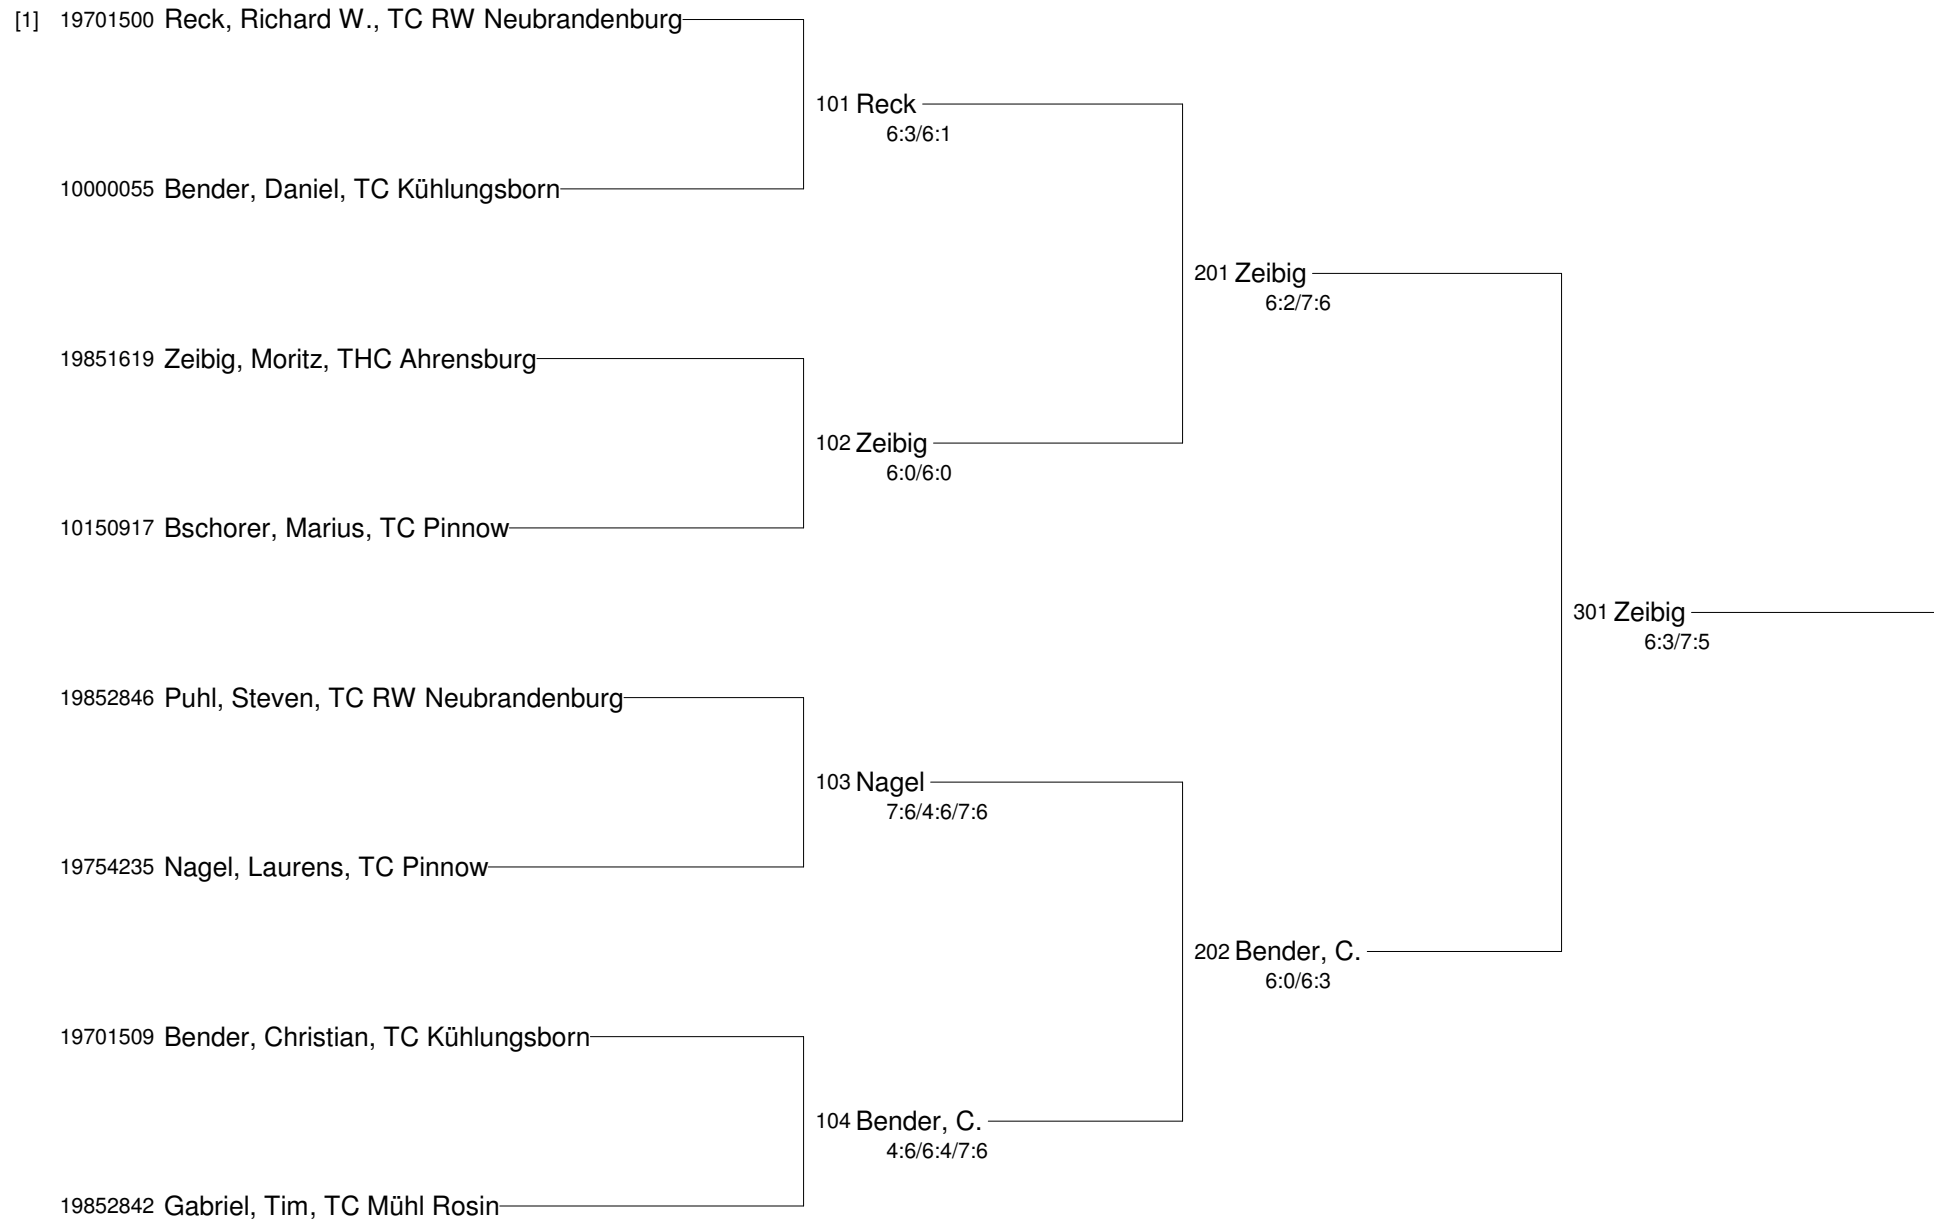 [1] 19701500 Reck, Richard W., TC RW Neubrandenburg
101 Reck
6:3/6:1
10000055 Bender, Daniel, TC Kühlungsborn
201 Zeibig
6:2/7:6
19851619 Zeibig, Moritz, THC Ahrensburg
102 Zeibig
6:0/6:0
10150917 Bschorer, Marius, TC Pinnow
301 Zeibig
6:3/7:5
19852846 Puhl, Steven, TC RW Neubrandenburg
103 Nagel
7:6/4:6/7:6
19754235 Nagel, Laurens, TC Pinnow
202 Bender, C.
6:0/6:3
19701509 Bender, Christian, TC Kühlungsborn
104 Bender, C.
4:6/6:4/7:6
19852842 Gabriel, Tim, TC Mühl Rosin